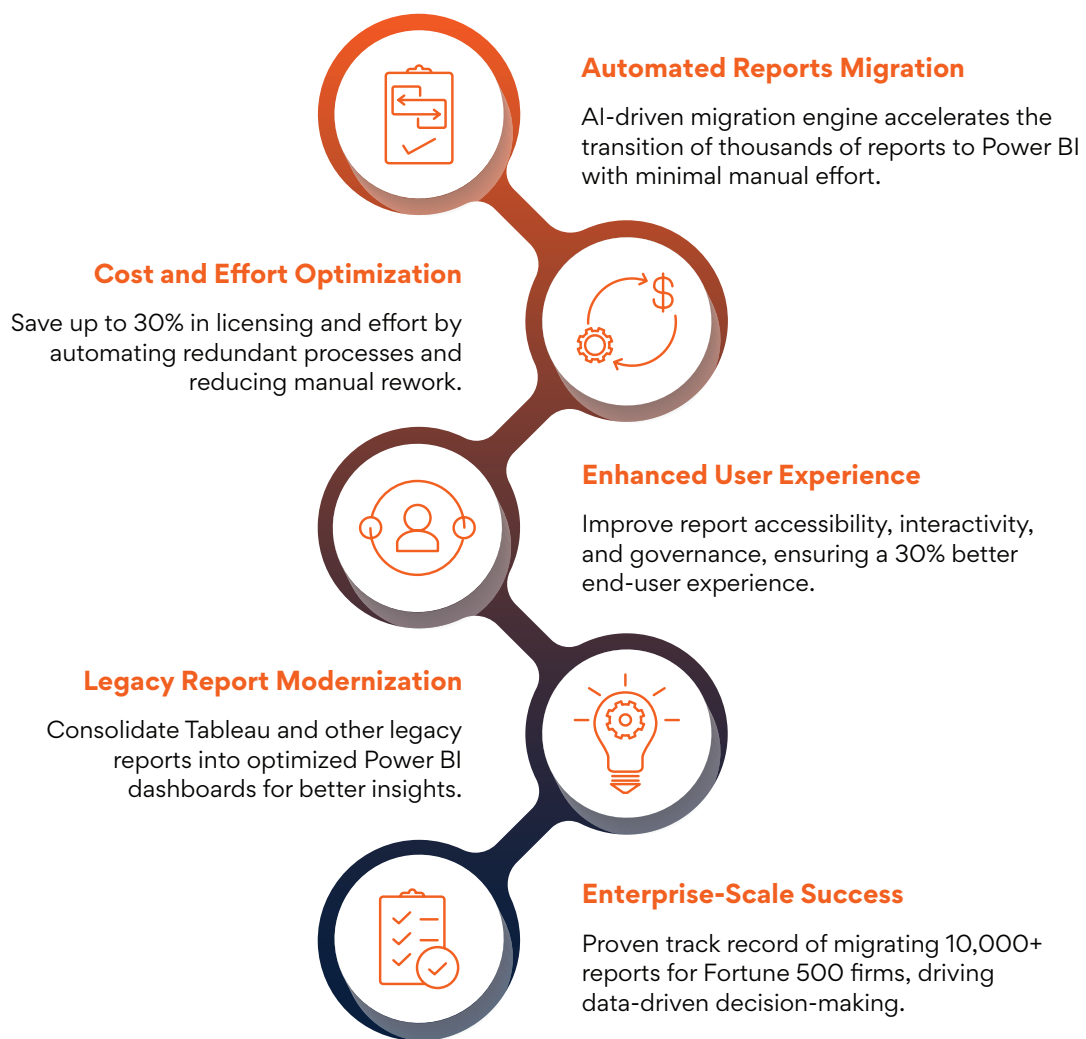 Automated Reports Migration
AI-driven migration engine accelerates the
transition of thousands of reports to Power BI
with minimal manual effort.
Cost and Effort Optimization
Save up to 30% in licensing and effort by
automating redundant processes and
reducing manual rework.
$
Enhanced User Experience
Improve report accessibility, interactivity,
and governance, ensuring a 30% better
end-user experience.
Legacy Report Modernization
Consolidate Tableau and other legacy
reports into optimized Power BI
dashboards for better insights.
Enterprise-Scale Success
Proven track record of migrating 10,000+
reports for Fortune 500 firms, driving
data-driven decision-making.